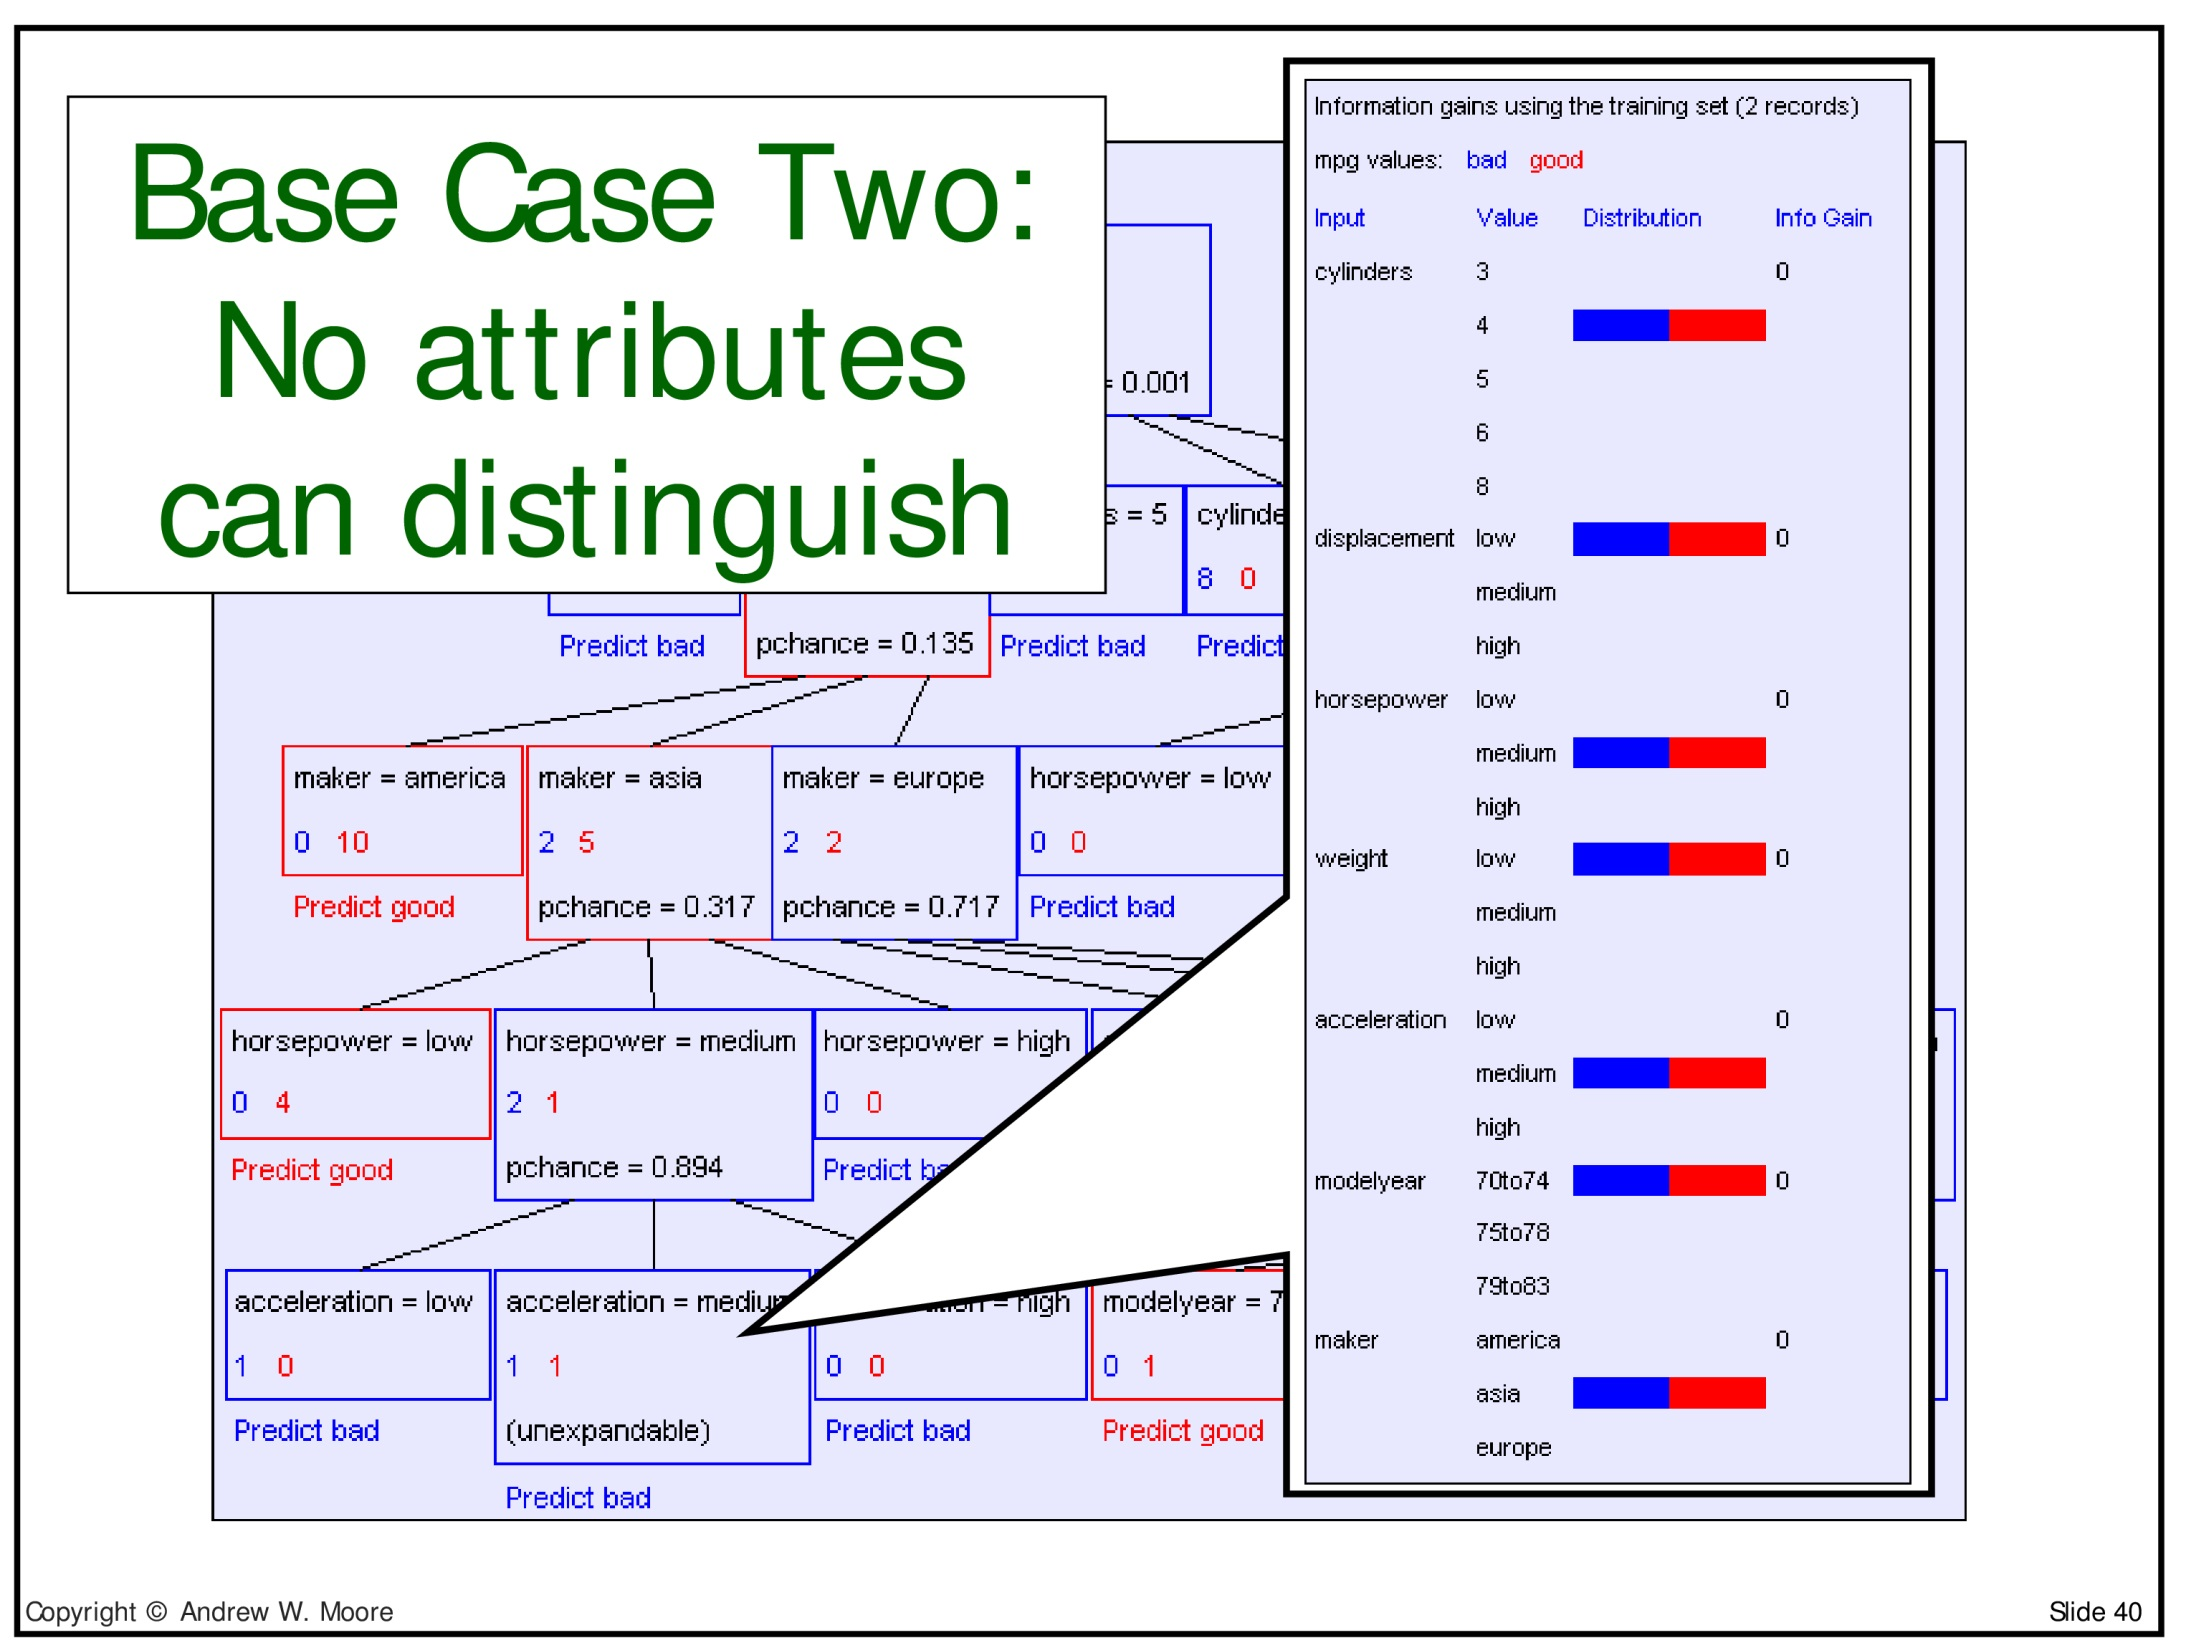 Base Case Two:
No attributes
can distinguish
= 0.001
s = 5
cylinde
8 0
Predict bad
pchance = 0.135
Predict bad
Predict
maker = america
0 10
Predict good
maker = asia
2 5
pchance = 0.317
maker = europe
2 2
pchance = 0.717
horsepower = low
0 0
Predict bad
horsepower = low
0 4
Predict good
horsepower = medium
2 1
pchance = 0.894
horsepower = high
0 0
Predict ba
acceleration = low
1 0
Predict bad
acceleration = medium
1 1
(unexpandable)
Predict bad
= high
0 0
Predict bad
modelyear = 7
0 1
Predict good
Information gains using the training set (2 records)
mpg values: bad good
Input Value Distribution Info Gain
cylinders 3 0
4
5
6
8
displacement low 0
medium
high
horsepower low 0
medium
high
weight low 0
medium
high
acceleration low 0
medium
high
modelyear 70to74 0
75to78
79to83
maker america 0
asia
europe
Copyright © Andrew W. Moore
Slide 40